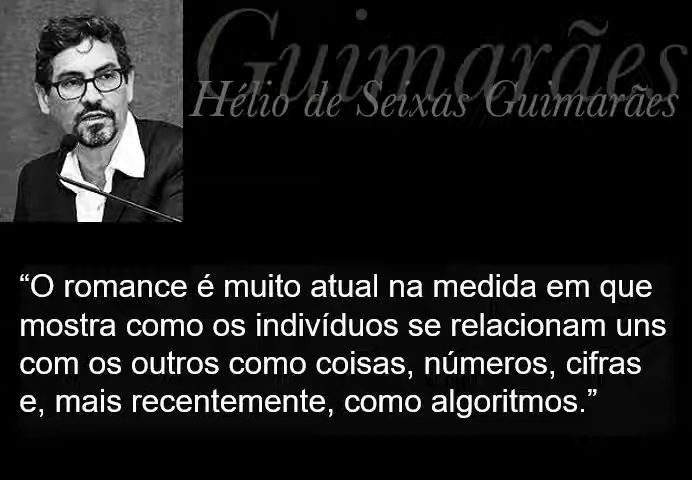 Guimarães
Hélio de Seixas Guimarães
“O romance é muito atual na medida em que
mostra como os indivíduos se relacionam uns
com os outros como coisas, números, cifras
e, mais recentemente, como algoritmos.”